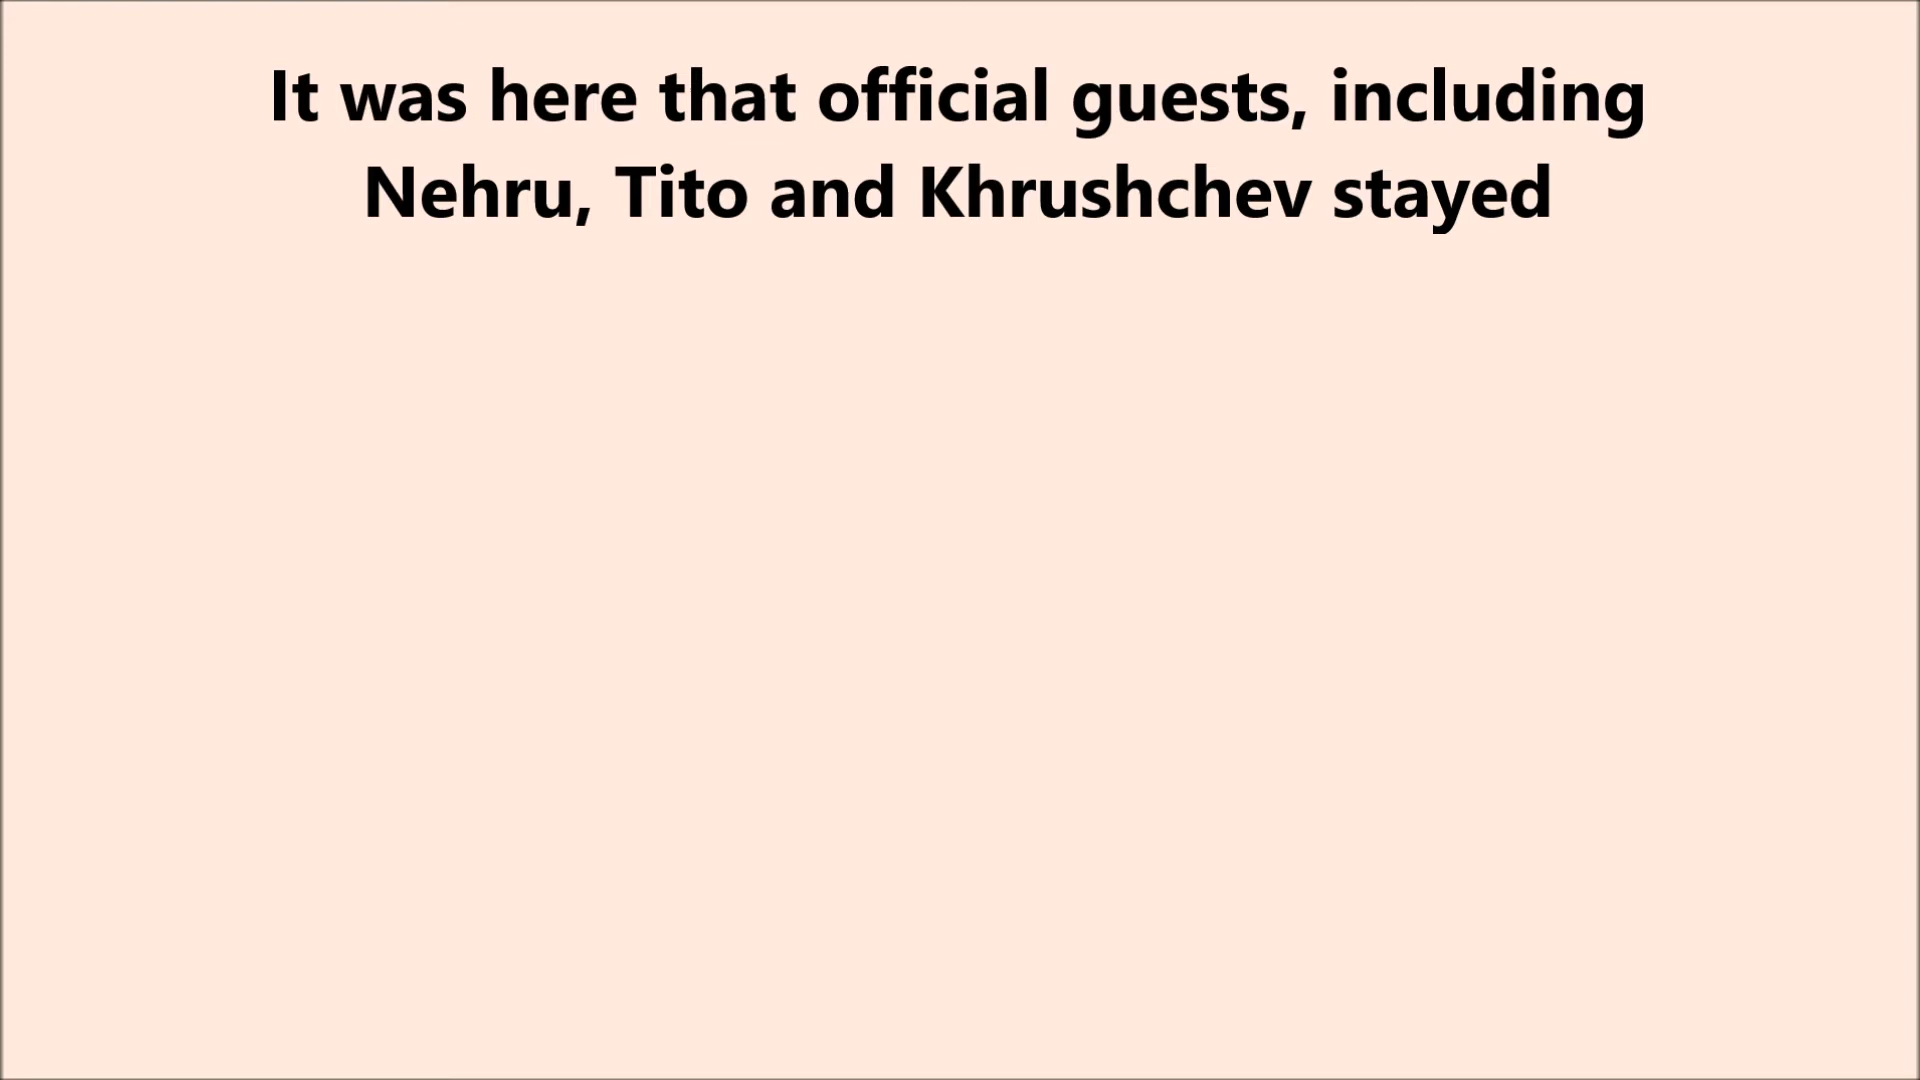 It was here that official guests, including
Nehru, Tito and Khrushchev stayed